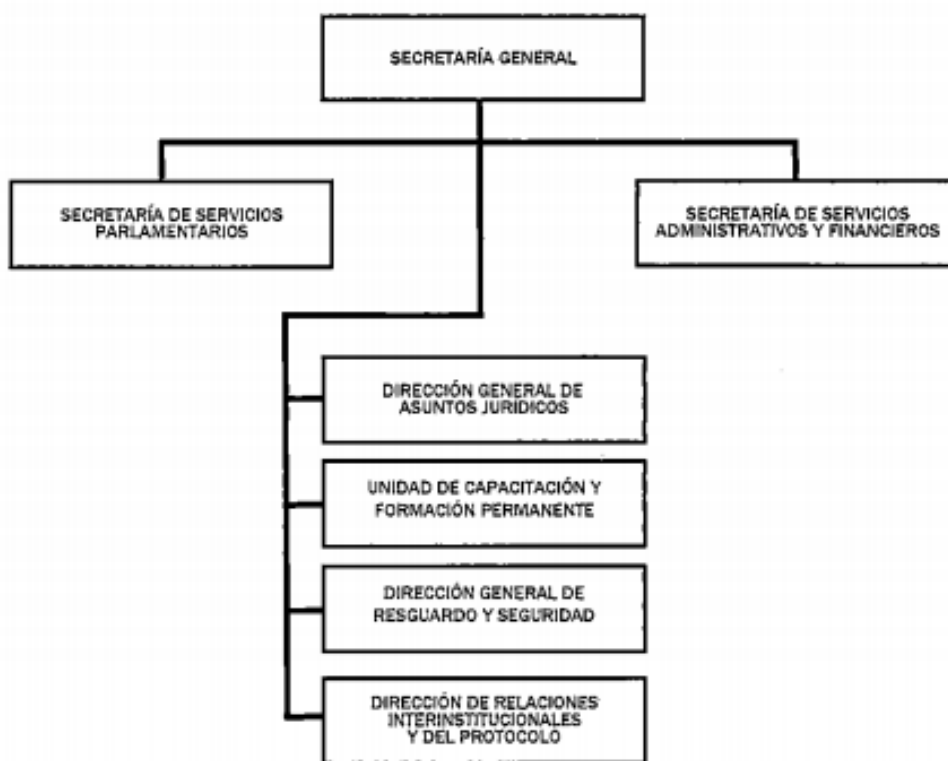 SECRETARÍA GENERAL
SECRETARÍA DE SERVICIOS
PARLAMENTARIOS
SECRETARÍA DE SERVICIOS
ADMINISTRATIVOS Y FINANCIEROS
DIRECCIÓN GENERAL DE
ASUNTOS JURÍDICOS
UNIDAD DE CAPACITACIÓN Y
FORMACIÓN PERMANENTE
DIRECCIÓN GENERAL DE
RESGUARDO Y SEGURIDAD
DIRECCIÓN DE RELACIONES
INTERINSTITUCIONALES
Y DEL PROTOCOLO